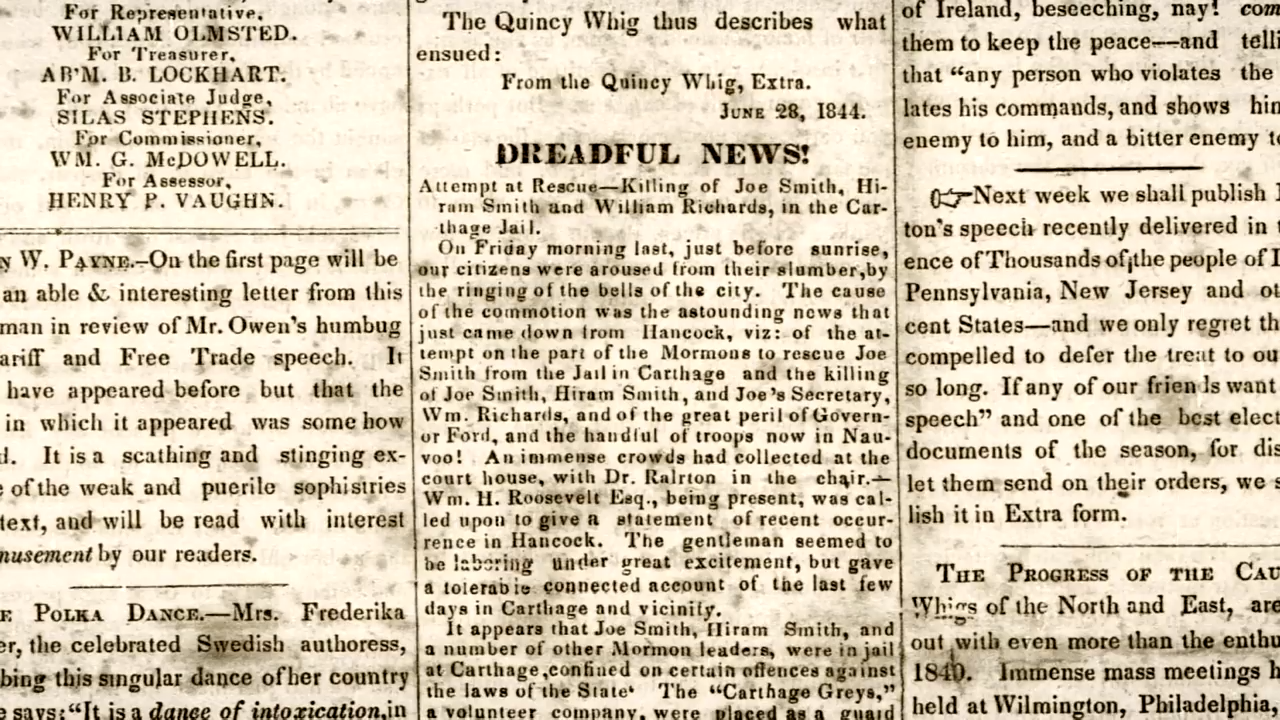 For Representative,
WILLIAM OLMSTED.
For Treasurer,
AB'M. B. LOCKHART.
For Associate Judge,
SILAS STEPHENS.
For Commissioner,
WM. G. McDOWELL.
For Assessor,
HENRY P. VAUGHN.
W. PAYNE.—On the first page will be
an able & interesting letter from this
man in review of Mr. Owen's humbug
ariff and Free Trade speech. It
have appeared before but that the
in which it appeared was some how
d. It is a scathing and stinging ex-
of the weak and puerile sophistries
text, and will be read with interest
musement by our readers.
E POLKA DANCE.—Mrs. Frederika
er, the celebrated Swedish authoress,
bing this singular dance of her country
says: "It is a dance of intoxication, in
The Quincy Whig thus describes what
ensued:
From the Quincy Whig, Extra.
JUNE 28, 1844.
DREADFUL NEWS!
Attempt at Rescue—Killing of Joe Smith, Hi-
ram Smith and William Richards, in the Car-
thage Jail.
On Friday morning last, just before sunrise,
our citizens were aroused from their slumber, by
the ringing of the bells of the city. The cause
of the commotion was the astounding news that
just came down from Hancock, viz: of the at-
tempt on the part of the Mormons to rescue Joe
Smith from the Jail in Carthage and the killing
of Joe Smith, Hiram Smith, and Joe's Secretary,
Wm. Richards, and of the great peril of Govern-
or Ford, and the handful of troops now in Nau-
voo! An immense crowds had collected at the
court house, with Dr. Ralrton in the chair.—
Wm. H. Roosevelt Esq., being present, was cal-
led upon to give a statement of recent occur-
rence in Hancock. The gentleman seemed to
be laboring under great excitement, but gave
a tolerable connected account of the last few
days in Carthage and vicinity.
It appears that Joe Smith, Hiram Smith, and
a number of other Mormon leaders, were in jail
at Carthage, confined on certain offences against
the laws of the State' The "Carthage Greys,"
a volunteer company, were placed as a guard
of Ireland, beseeching, nay! com
them to keep the peace—and telli
that "any person who violates the
lates his commands, and shows him
enemy to him, and a bitter enemy to
☞Next week we shall publish
ton's speech recently delivered in
ence of Thousands of the people of
Pennsylvania, New Jersey and ot
cent States—and we only regret th
compelled to defer the treat to ou
so long. If any of our frien ls want
speech" and one of the best elect
documents of the season, for dis
let them send on their orders, we s
lish it in Extra form.
THE PROGRESS OF THE CAU
Whigs of the North and East, are
out with even more than the enthu
1840. Immense mass meetings h
held at Wilmington, Philadelphia,